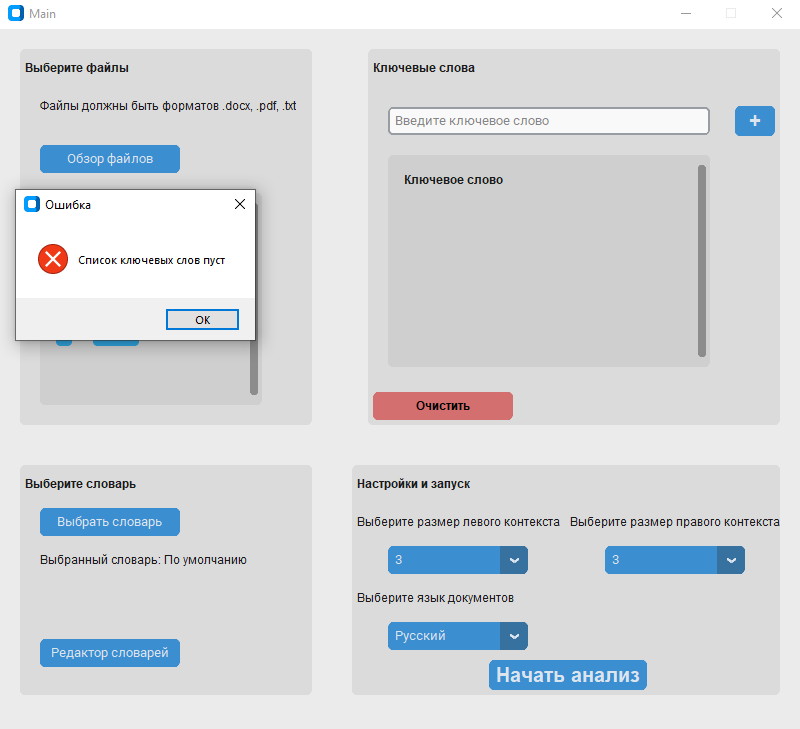 Main
Выберите файлы
Файлы должны быть форматов .docx, .pdf, .txt
Обзор файлов
Ошибка
Список ключевых слов пуст
OK
Ключевые слова
Введите ключевое слово
+
Ключевое слово
Очистить
Выберите словарь
Выбрать словарь
Выбранный словарь: По умолчанию
Редактор словарей
Настройки и запуск
Выберите размер левого контекста
Выберите размер правого контекста
3
3
Выберите язык документов
Русский
Начать анализ